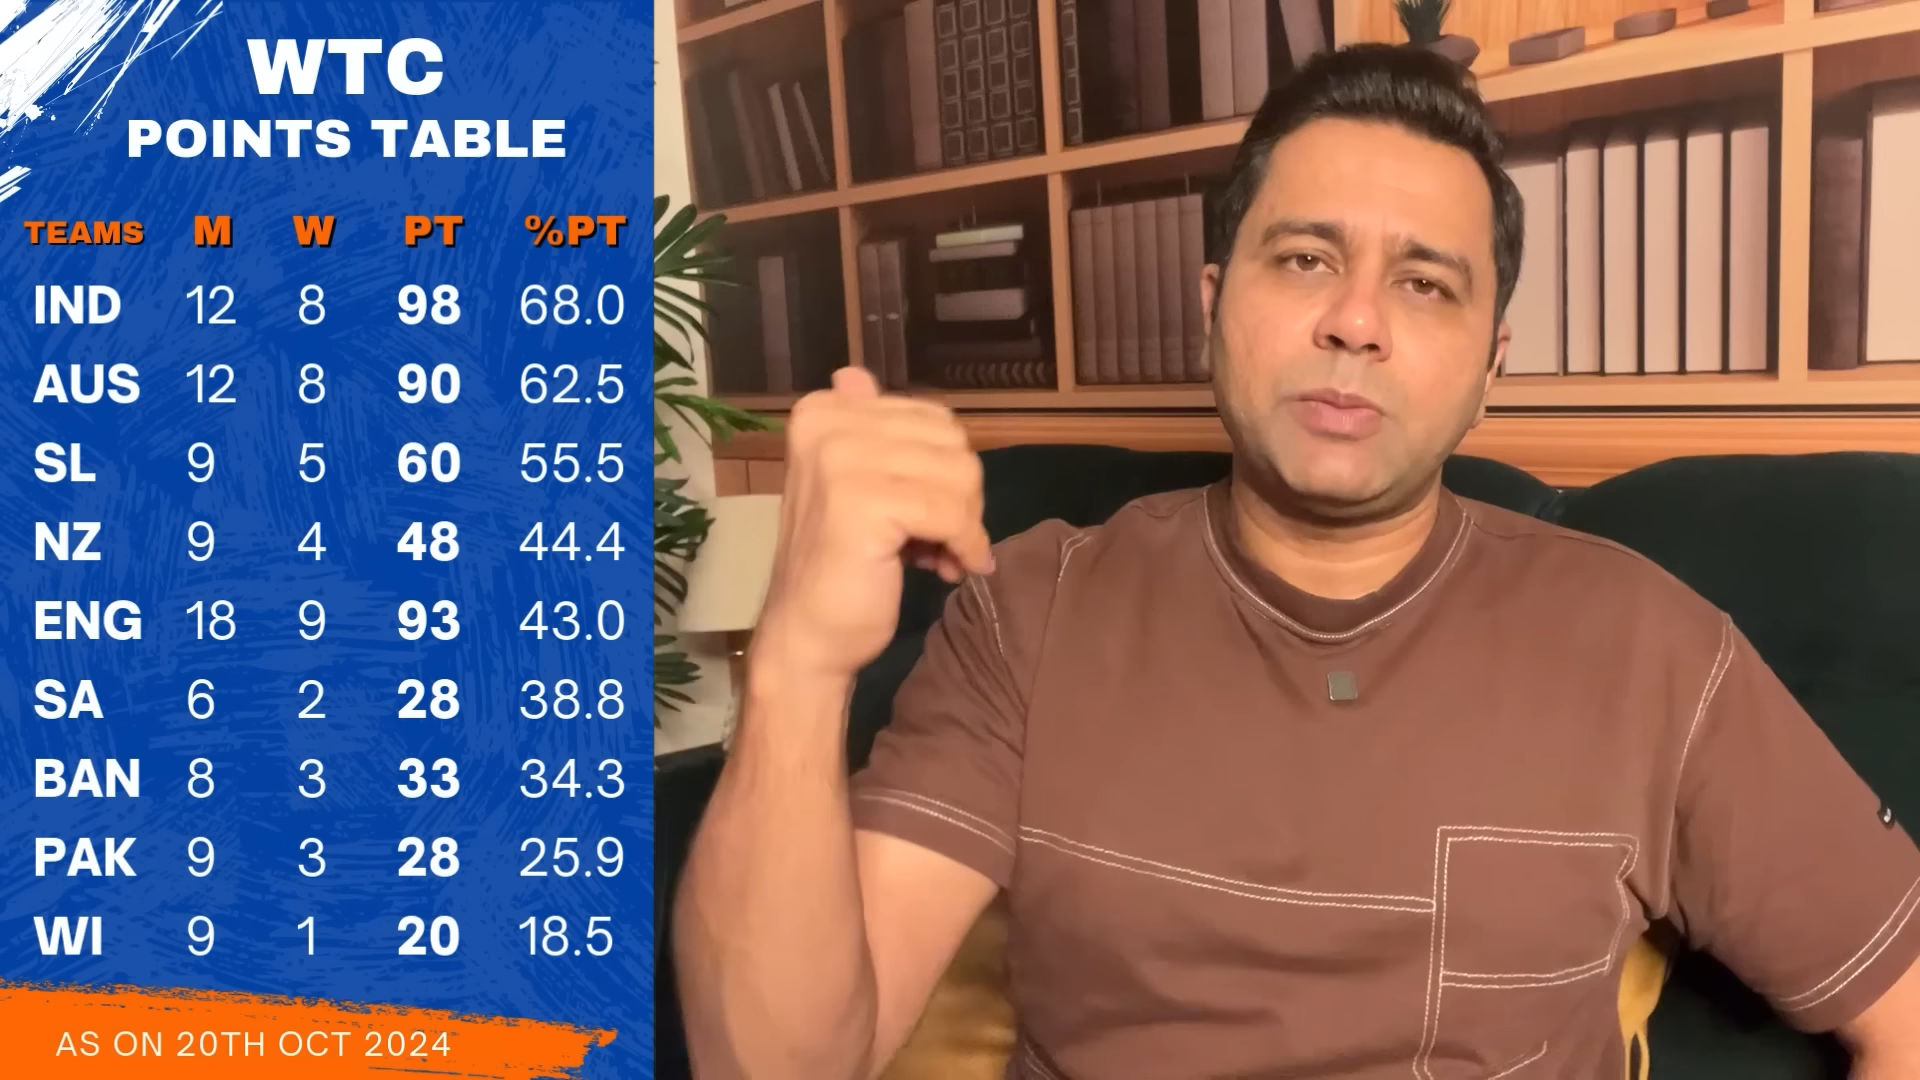 WTC
POINTS TABLE
TEAMS M W PT %PT
IND 12 8 98 68.0
AUS 12 8 90 62.5
SL 9 5 60 55.5
NZ 9 4 48 44.4
ENG 18 9 93 43.0
SA 6 2 28 38.8
BAN 8 3 33 34.3
PAK 9 3 28 25.9
WI 9 1 20 18.5
AS ON 20TH OCT 2024